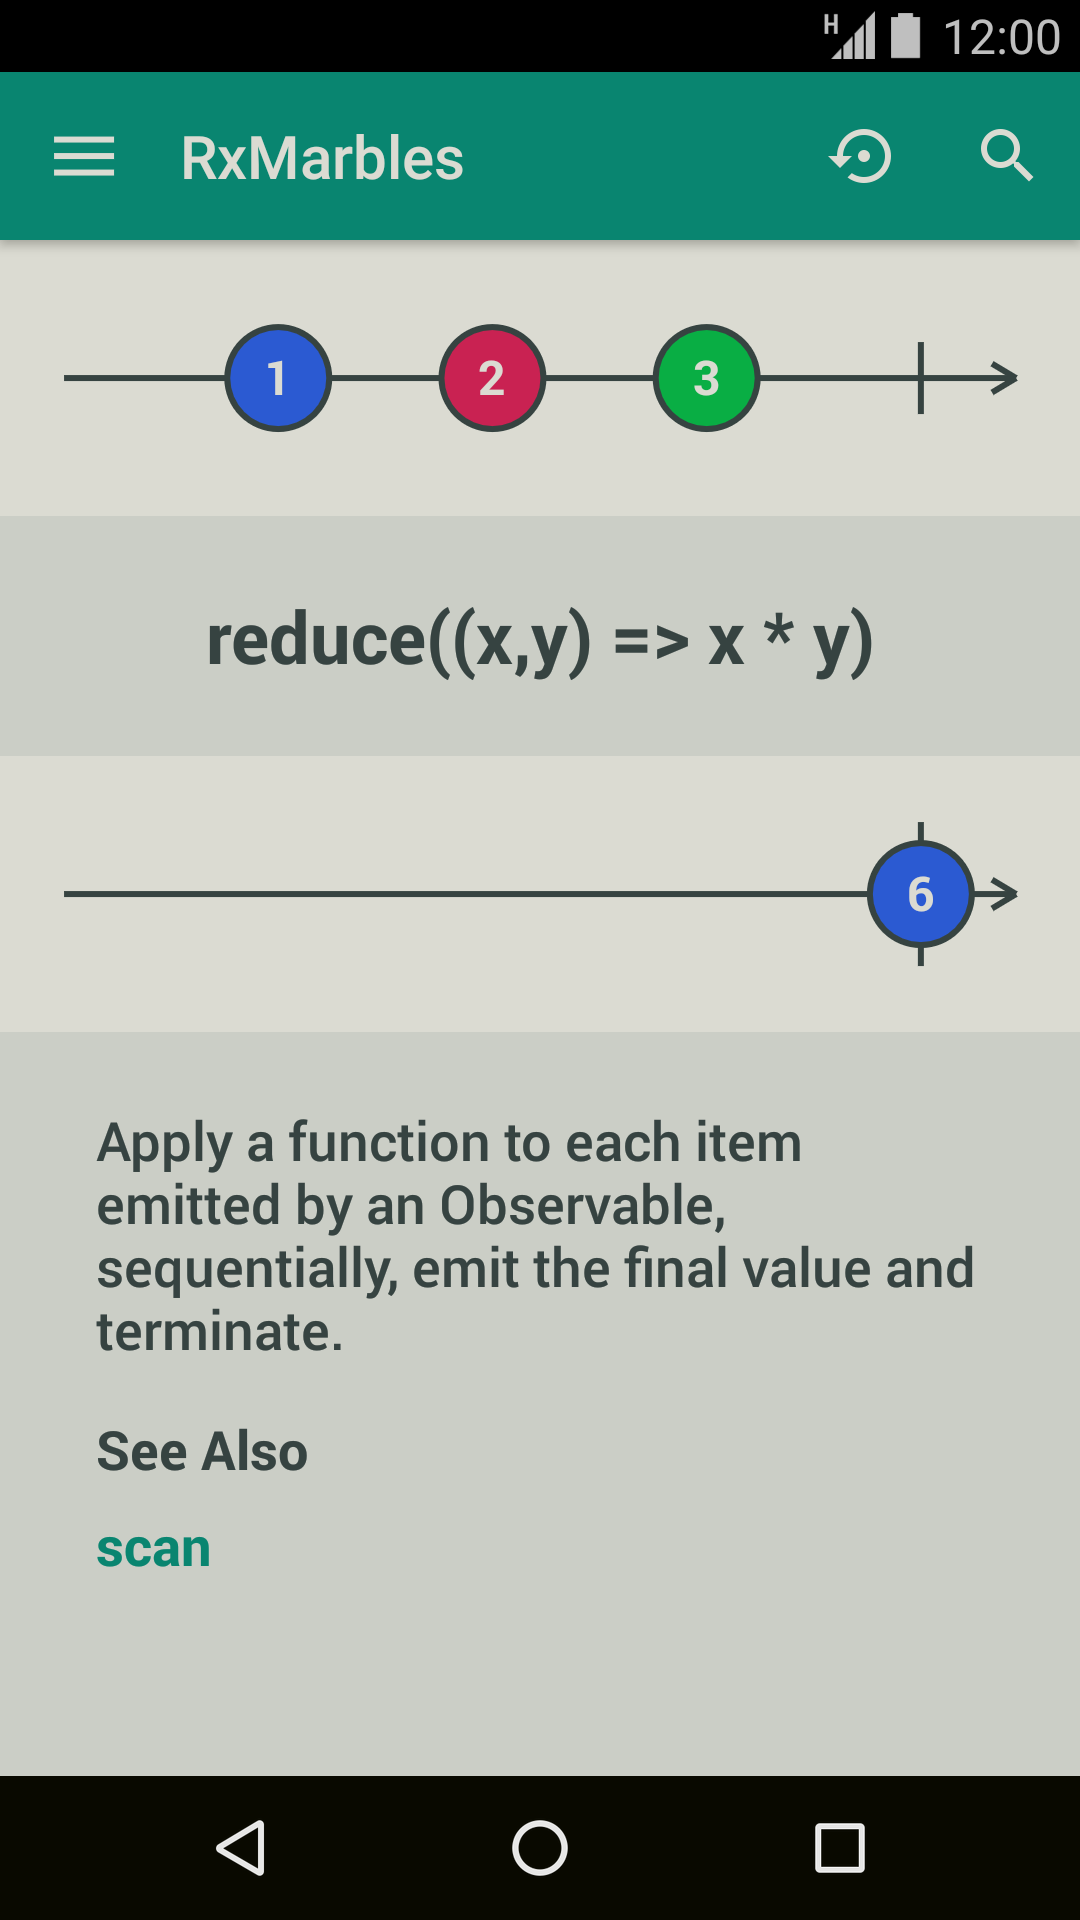 H 12:00
RxMarbles
1 2 3
reduce((x,y) => x * y)
6
Apply a function to each item
emitted by an Observable,
sequentially, emit the final value and
terminate.
See Also
scan